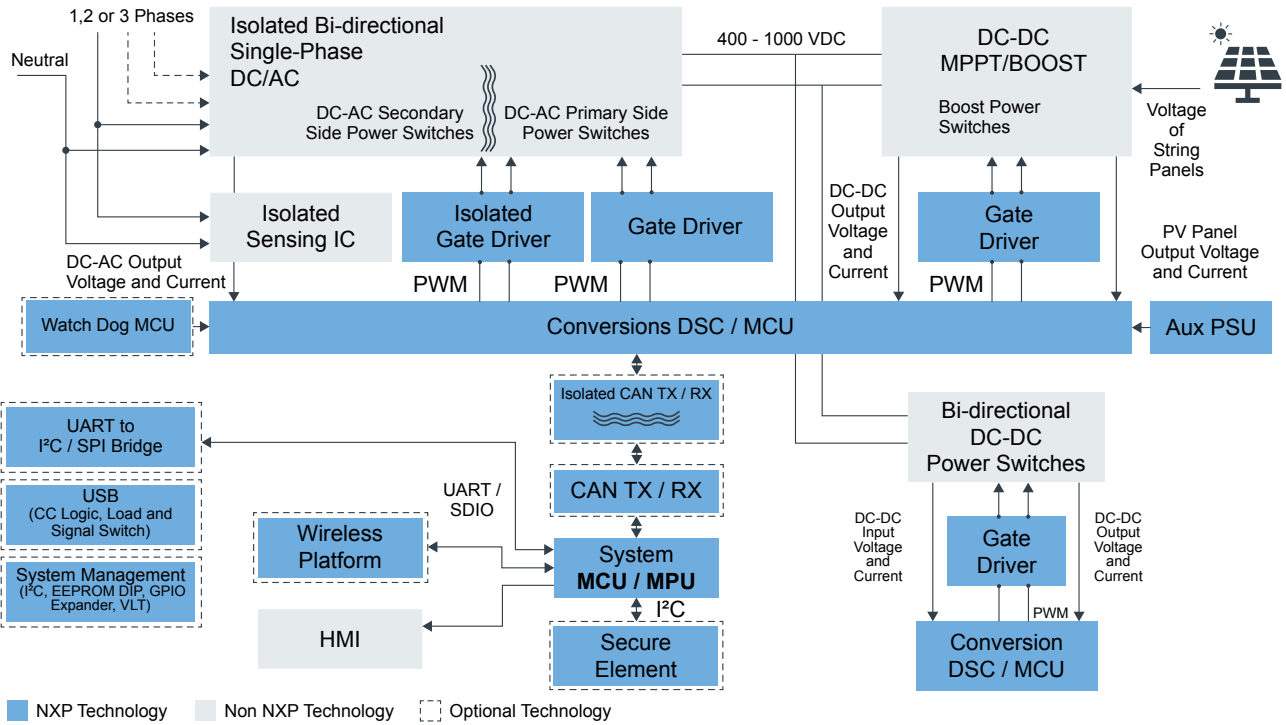 1,2 or 3 Phases
Neutral
Isolated Bi-directional
Single-Phase
DC/AC
DC-AC Secondary
Side Power Switches
DC-AC Primary Side
Power Switches
400 - 1000 VDC
DC-DC
MPPT/BOOST
Boost Power
Switches
Voltage
of
String
Panels
Isolated
Sensing IC
Isolated
Gate Driver
Gate Driver
DC-DC
Output
Voltage
and
Current
Gate
Driver
PV Panel
Output Voltage
and Current
DC-AC Output
Voltage and Current
PWM
PWM
PWM
Watch Dog MCU
Conversions DSC / MCU
Aux PSU
Isolated CAN TX / RX
UART to
I²C / SPI Bridge
Bi-directional
DC-DC
Power Switches
USB
(CC Logic, Load and
Signal Switch)
UART /
SDIO
CAN TX / RX
Wireless
Platform
System
MCU / MPU
System Management
(I²C, EEPROM DIP, GPIO
Expander, VLT)
DC-DC
Input
Voltage
and
Current
Gate
Driver
DC-DC
Output
Voltage
and
Current
I²C
PWM
HMI
Secure
Element
Conversion
DSC / MCU
NXP Technology
Non NXP Technology
Optional Technology